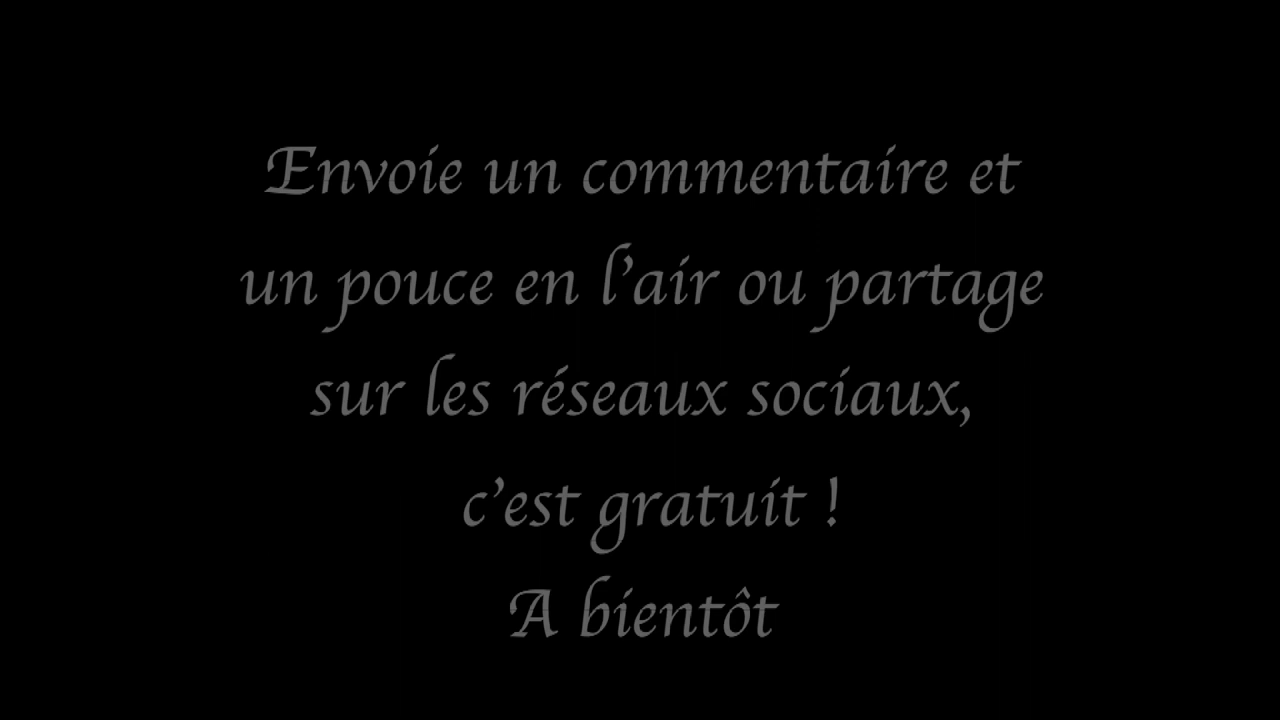 Envoie un commentaire et
un pouce en l'air ou partage
sur les réseaux sociaux,
c'est gratuit !
A bientôt